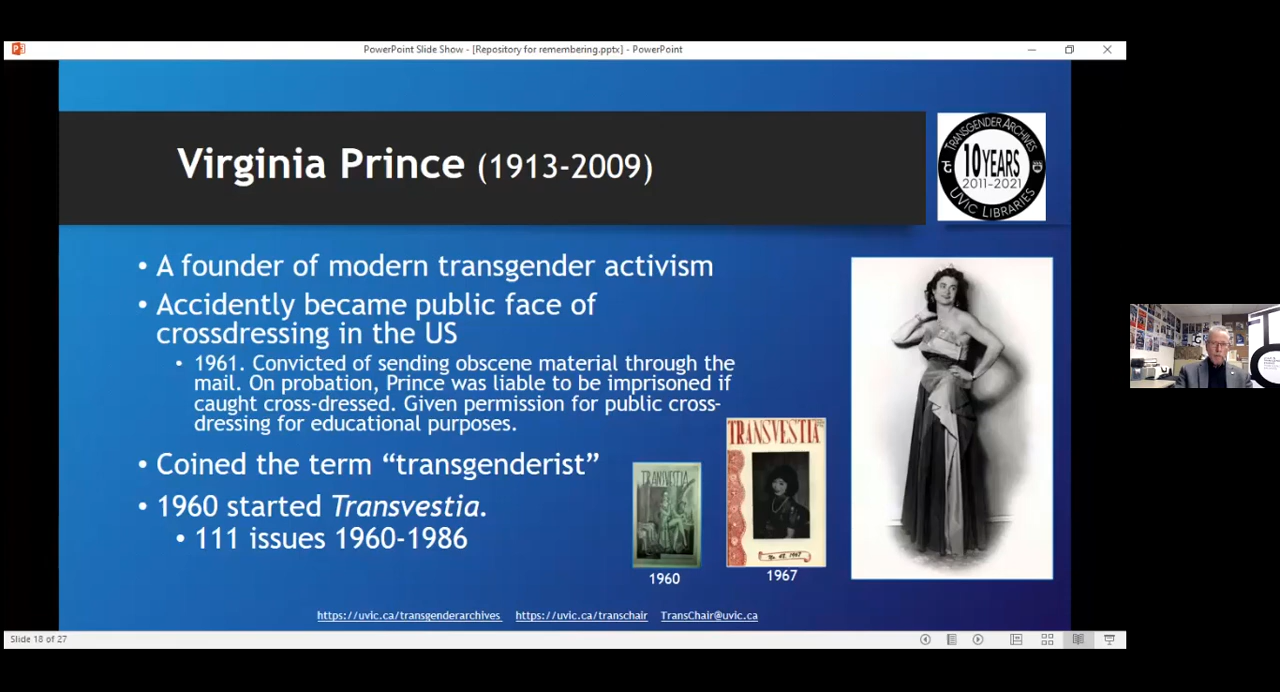 PowerPoint Slide Show - [Repository for remembering.pptx] - PowerPoint
Virginia Prince (1913-2009)
TRANSGENDER ARCHIVES
10 YEARS
2011-2021
UVIC LIBRARIES
• A founder of modern transgender activism
• Accidently became public face of
crossdressing in the US
• 1961. Convicted of sending obscene material through the
mail. On probation, Prince was liable to be imprisoned if
caught cross-dressed. Given permission for public cross-
dressing for educational purposes.
• Coined the term “transgenderist”
• 1960 started Transvestia.
• 111 issues 1960-1986
TRANSVESTIA
1960
TRANSVESTIA
1967
https://uvic.ca/transgenderarchives https://uvic.ca/transchair TransChair@uvic.ca
Slide 18 of 27